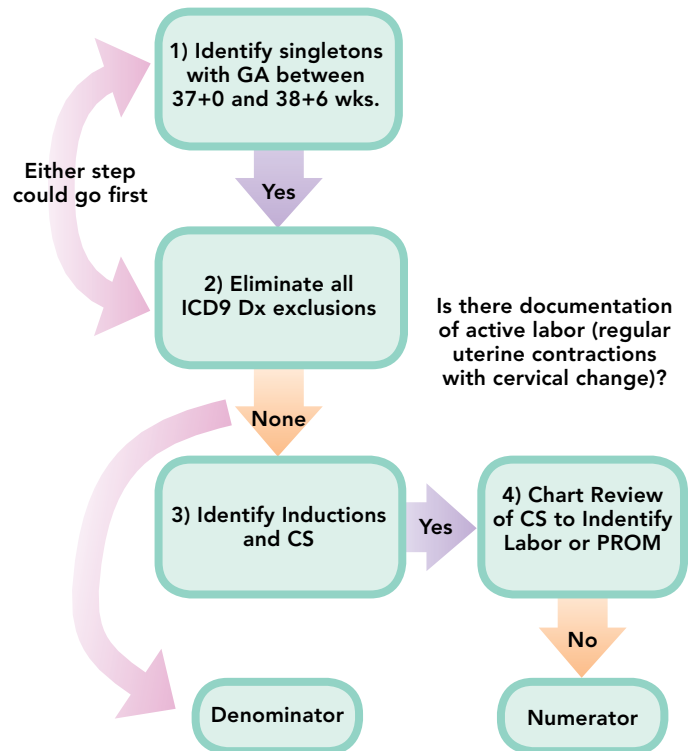 1) Identify singletons
with GA between
37+0 and 38+6 wks.
Either step
could go first
Yes
2) Eliminate all
ICD9 Dx exclusions
Is there documentation
of active labor (regular
uterine contractions
with cervical change)?
None
3) Identify Inductions
and CS
Yes
4) Chart Review
of CS to Indentify
Labor or PROM
No
Denominator
Numerator